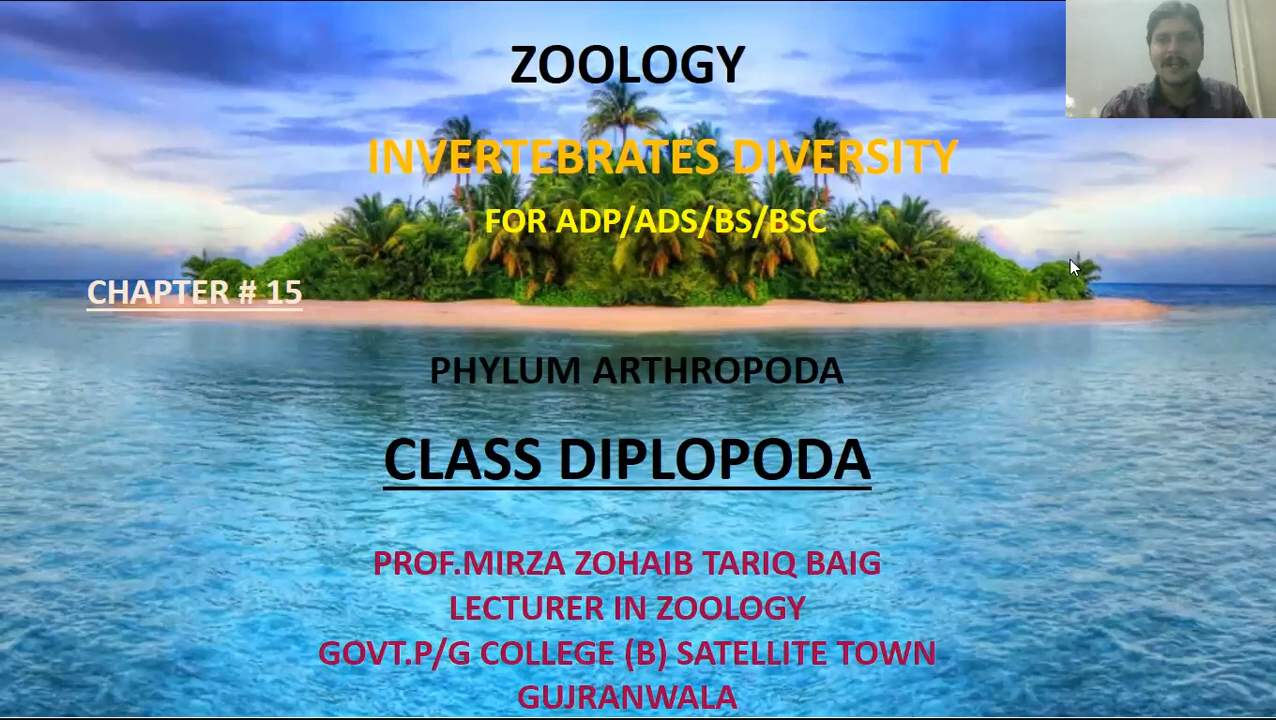 ZOOLOGY
INVERTEBRATES DIVERSITY
FOR ADP/ADS/BS/BSC
CHAPTER # 15
PHYLUM ARTHROPODA
CLASS DIPLOPODA
PROF.MIRZA ZOHAIB TARIQ BAIG
LECTURER IN ZOOLOGY
GOVT.P/G COLLEGE (B) SATELLITE TOWN
GUJRANWALA